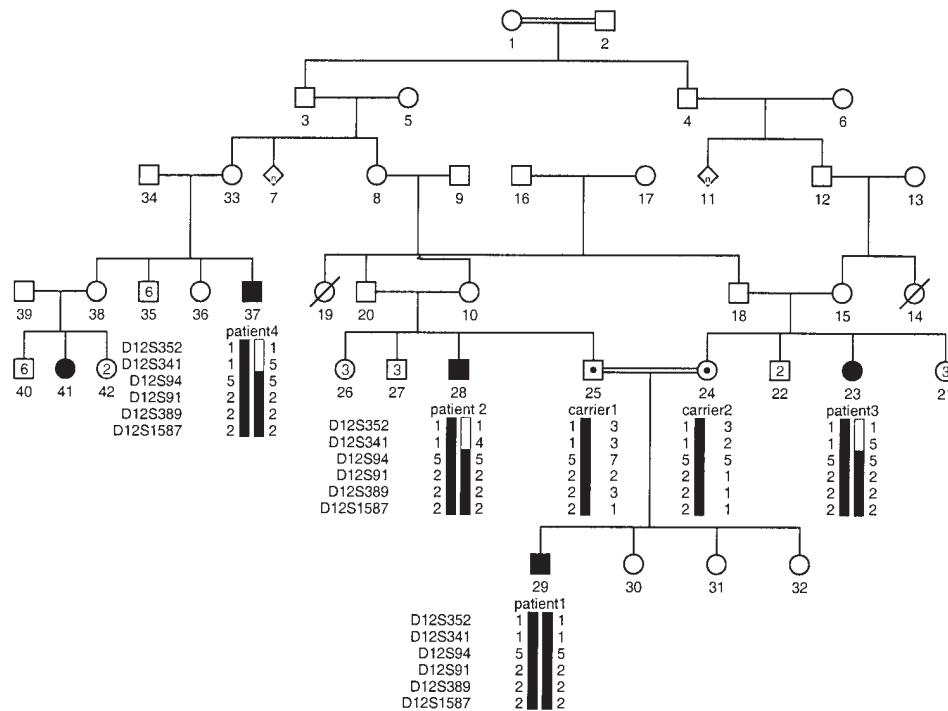 1 2
3 5 4 6
n n
34 33 7 8 9 16 17 11 12 13
6
39 38 35 36 37 19 20 10 18 15 14
patient4
D12S352 1 1
D12S341 1 5
D12S94 5 5
D12S91 2 2
D12S389 2 2
D12S1587 2 2
6 2
40 41 42
3 3 2 3
26 27 28 25 24 22 23 21
patient 2 carrier1 carrier2 patient3
D12S352 1 1 1 3 1 3 1 1
D12S341 1 4 1 3 1 2 1 5
D12S94 5 5 5 7 5 5 5 5
D12S91 2 2 2 2 2 1 2 2
D12S389 2 2 2 3 2 1 2 2
D12S1587 2 2 2 1 2 1 2 2
29 30 31 32
patient1
D12S352 1 1
D12S341 1 1
D12S94 5 5
D12S91 2 2
D12S389 2 2
D12S1587 2 2